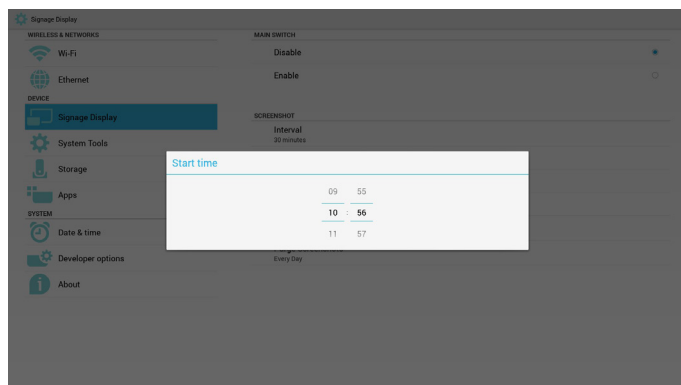 Signage Display
WIRELESS & NETWORKS
Wi-Fi
Ethernet
DEVICE
Signage Display
System Tools
Storage
Apps
SYSTEM
Date & time
Developer options
About
MAIN SWITCH
Disable
Enable
SCREENSHOT
Interval
30 minutes
Start time
09 55
10 : 56
11 57
Every Day